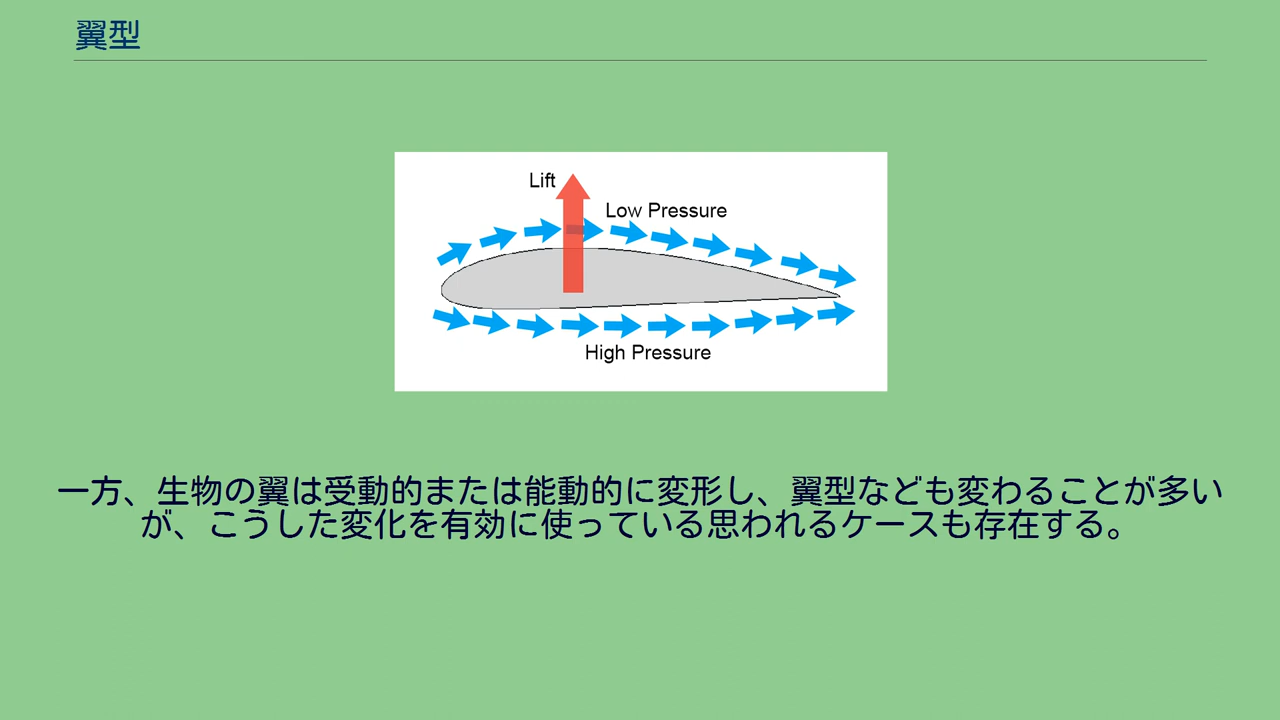 翼型
Lift
Low Pressure
High Pressure
一方、生物の翼は受動的または能動的に変形し、翼型なども変わることが多い
が、こうした変化を有効に使っている思われるケースも存在する。